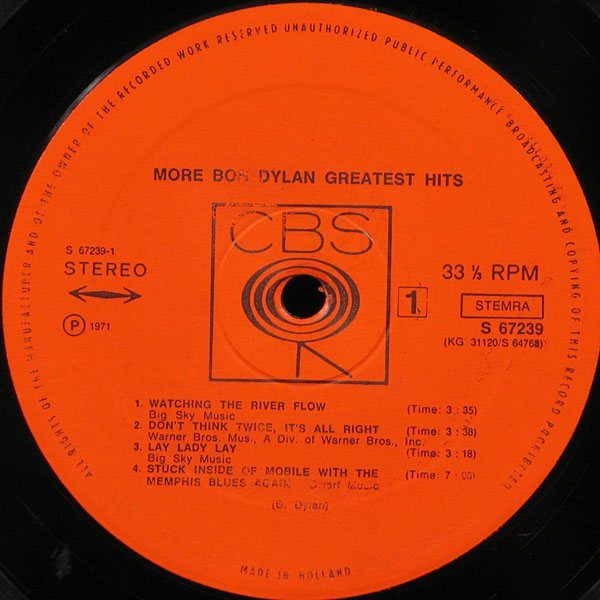 ALL RIGHTS OF THE MANUFACTURER AND OF THE OWNER OF THE RECORDED WORK RESERVED UNAUTHORIZED PUBLIC PERFORMANCE BROADCASTING AND COPYING OF THIS RECORD PROHIBITED
MORE BOB DYLAN GREATEST HITS
CBS
S 67239-1
STEREO
33 ⅓ RPM
1
STEMRA
S 67239
(KG 31120/S 64768)
P 1971
1. WATCHING THE RIVER FLOW (Time: 3 : 35)
Big Sky Music
2. DON'T THINK TWICE, IT'S ALL RIGHT (Time: 3 : 38)
Warner Bros. Mus., A Div. of Warner Bros., Inc.
3. LAY LADY LAY (Time: 3 : 18)
Big Sky Music
4. STUCK INSIDE OF MOBILE WITH THE (Time: 7 :
MEMPHIS BLUES AGAIN Dwarf Music
(B. Dylan)
MADE IN HOLLAND